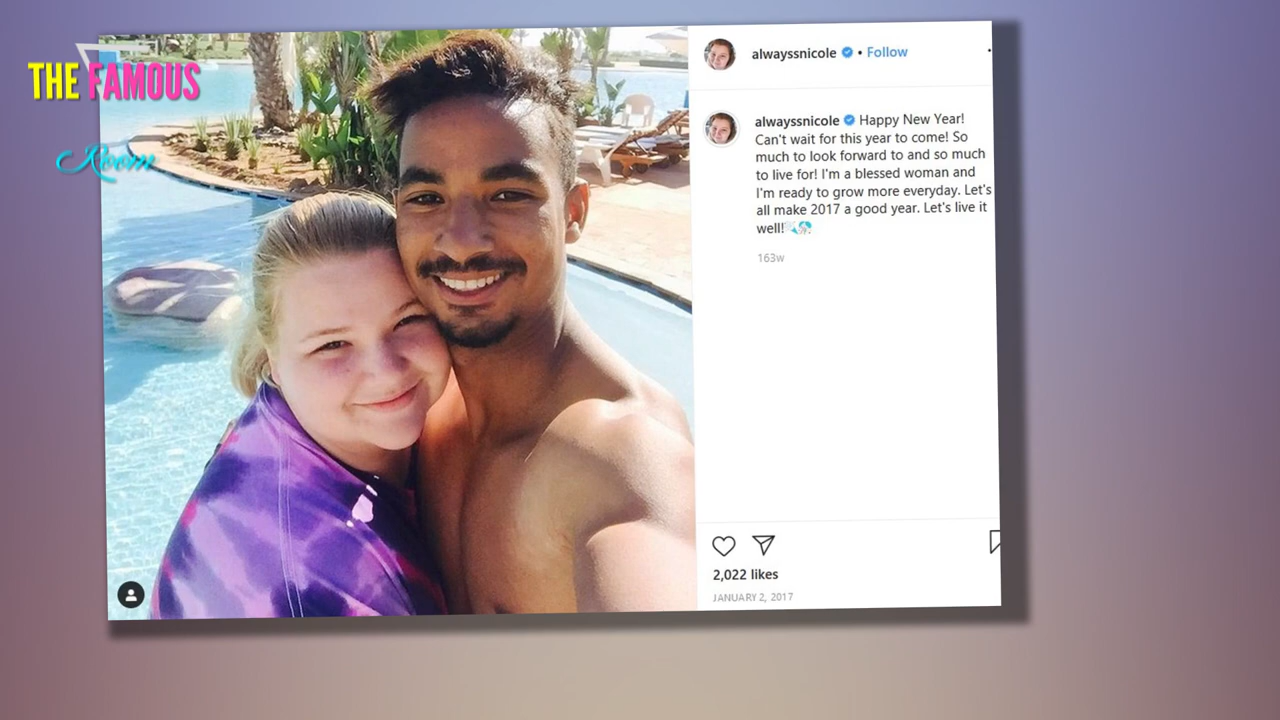 THE FAMOUS
Room
alwayssnicole • Follow
alwayssnicole Happy New Year!
Can't wait for this year to come! So
much to look forward to and so much
to live for! I'm a blessed woman and
I'm ready to grow more everyday. Let's
all make 2017 a good year. Let's live it
well!
163w
2,022 likes
JANUARY 2, 2017